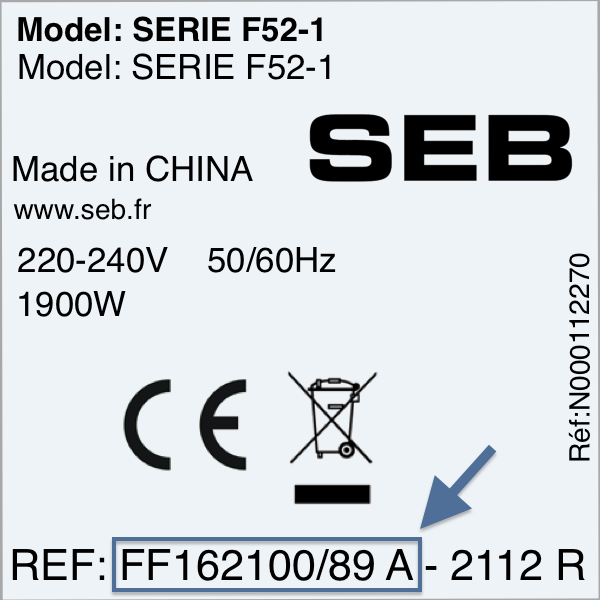 Model: SERIE F52-1
Model: SERIE F52-1
SEB
Made in CHINA
www.seb.fr
220-240V 50/60Hz
1900W
Réf:N000112270
CE
REF: FF162100/89 A - 2112 R